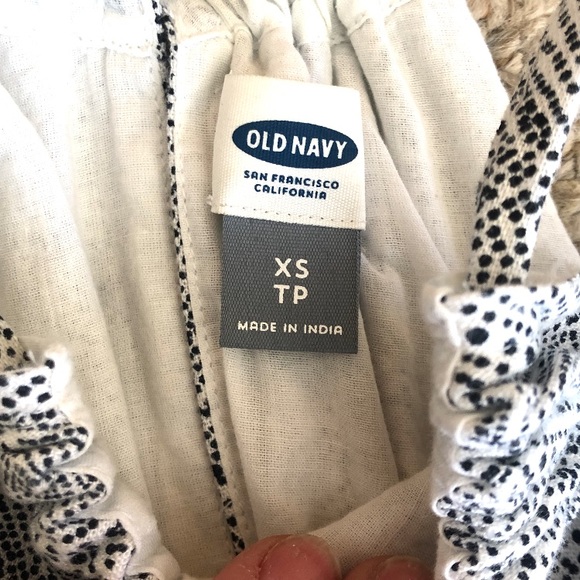 OLD NAVY
SAN FRANCISCO
CALIFORNIA
XS
TP
MADE IN INDIA